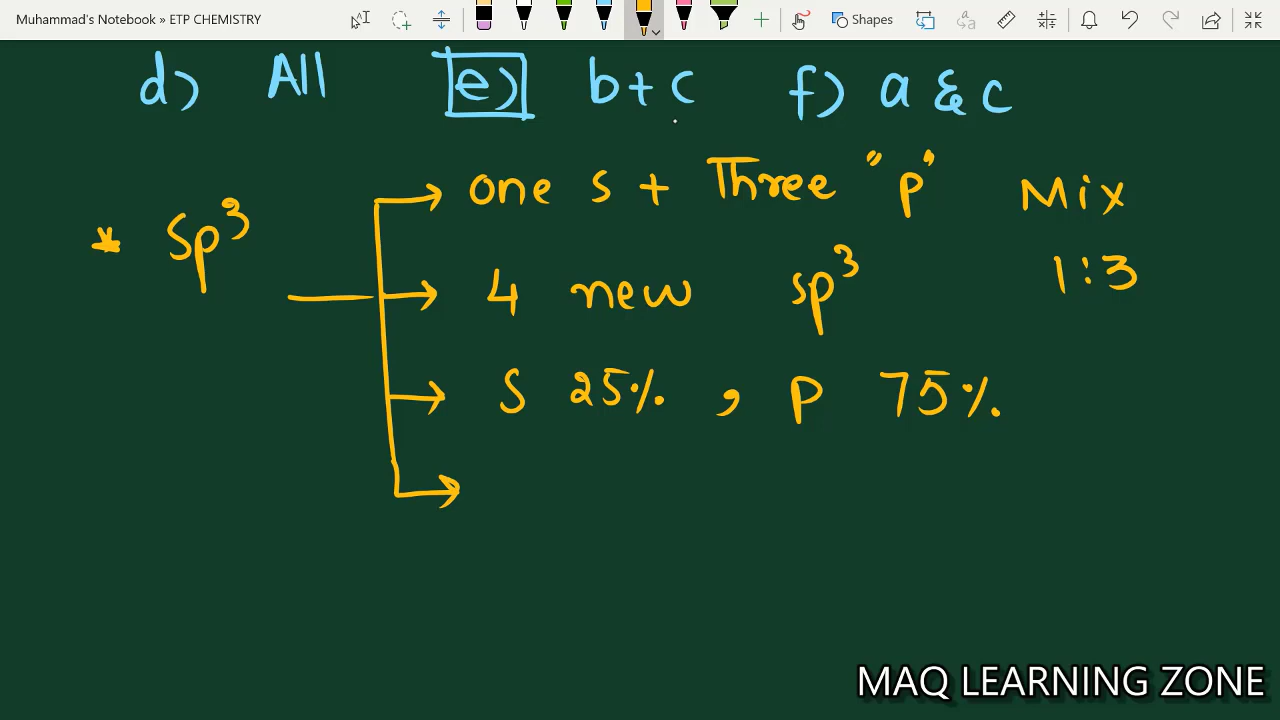 Muhammad's Notebook » ETP CHEMISTRY
Shapes
d) All e) b+c f) a & c
* Sp³
one s + Three "p" Mix
4 new sp³ 1:3
S 25% , P 75%
MAQ LEARNING ZONE